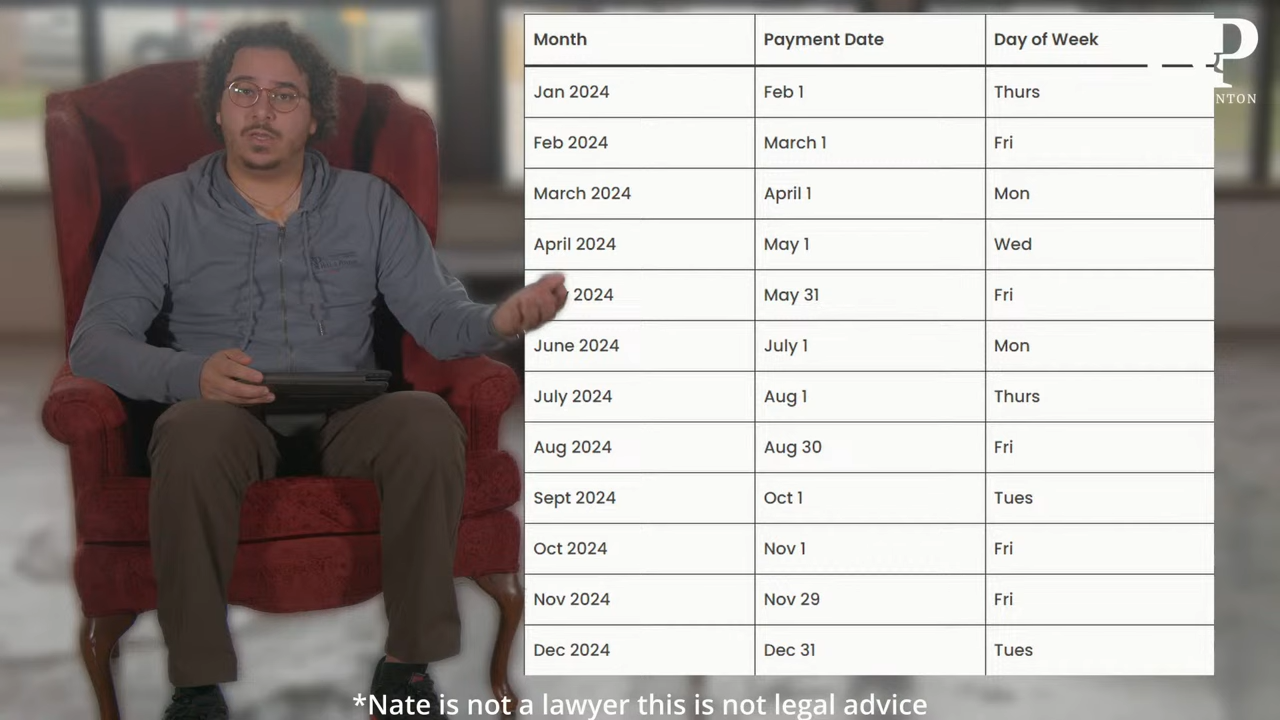 Month Payment Date Day of Week
Jan 2024 Feb 1 Thurs
Feb 2024 March 1 Fri
March 2024 April 1 Mon
April 2024 May 1 Wed
2024 May 31 Fri
June 2024 July 1 Mon
July 2024 Aug 1 Thurs
Aug 2024 Aug 30 Fri
Sept 2024 Oct 1 Tues
Oct 2024 Nov 1 Fri
Nov 2024 Nov 29 Fri
Dec 2024 Dec 31 Tues
P
NTON
*Nate is not a lawyer this is not legal advice